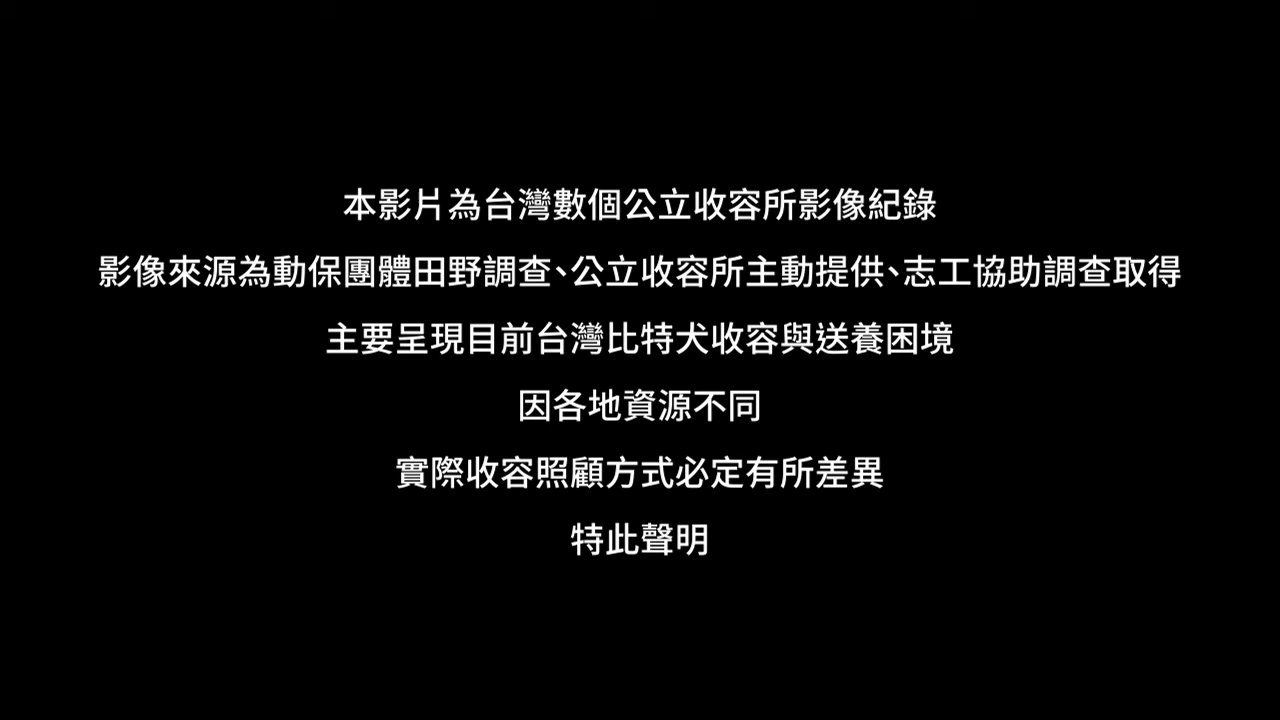 本影片為台灣數個公立收容所影像紀錄
影像來源為動保團體田野調查、公立收容所主動提供、志工協助調查取得
主要呈現目前台灣比特犬收容與送養困境
因各地資源不同
實際收容照顧方式必定有所差異
特此聲明